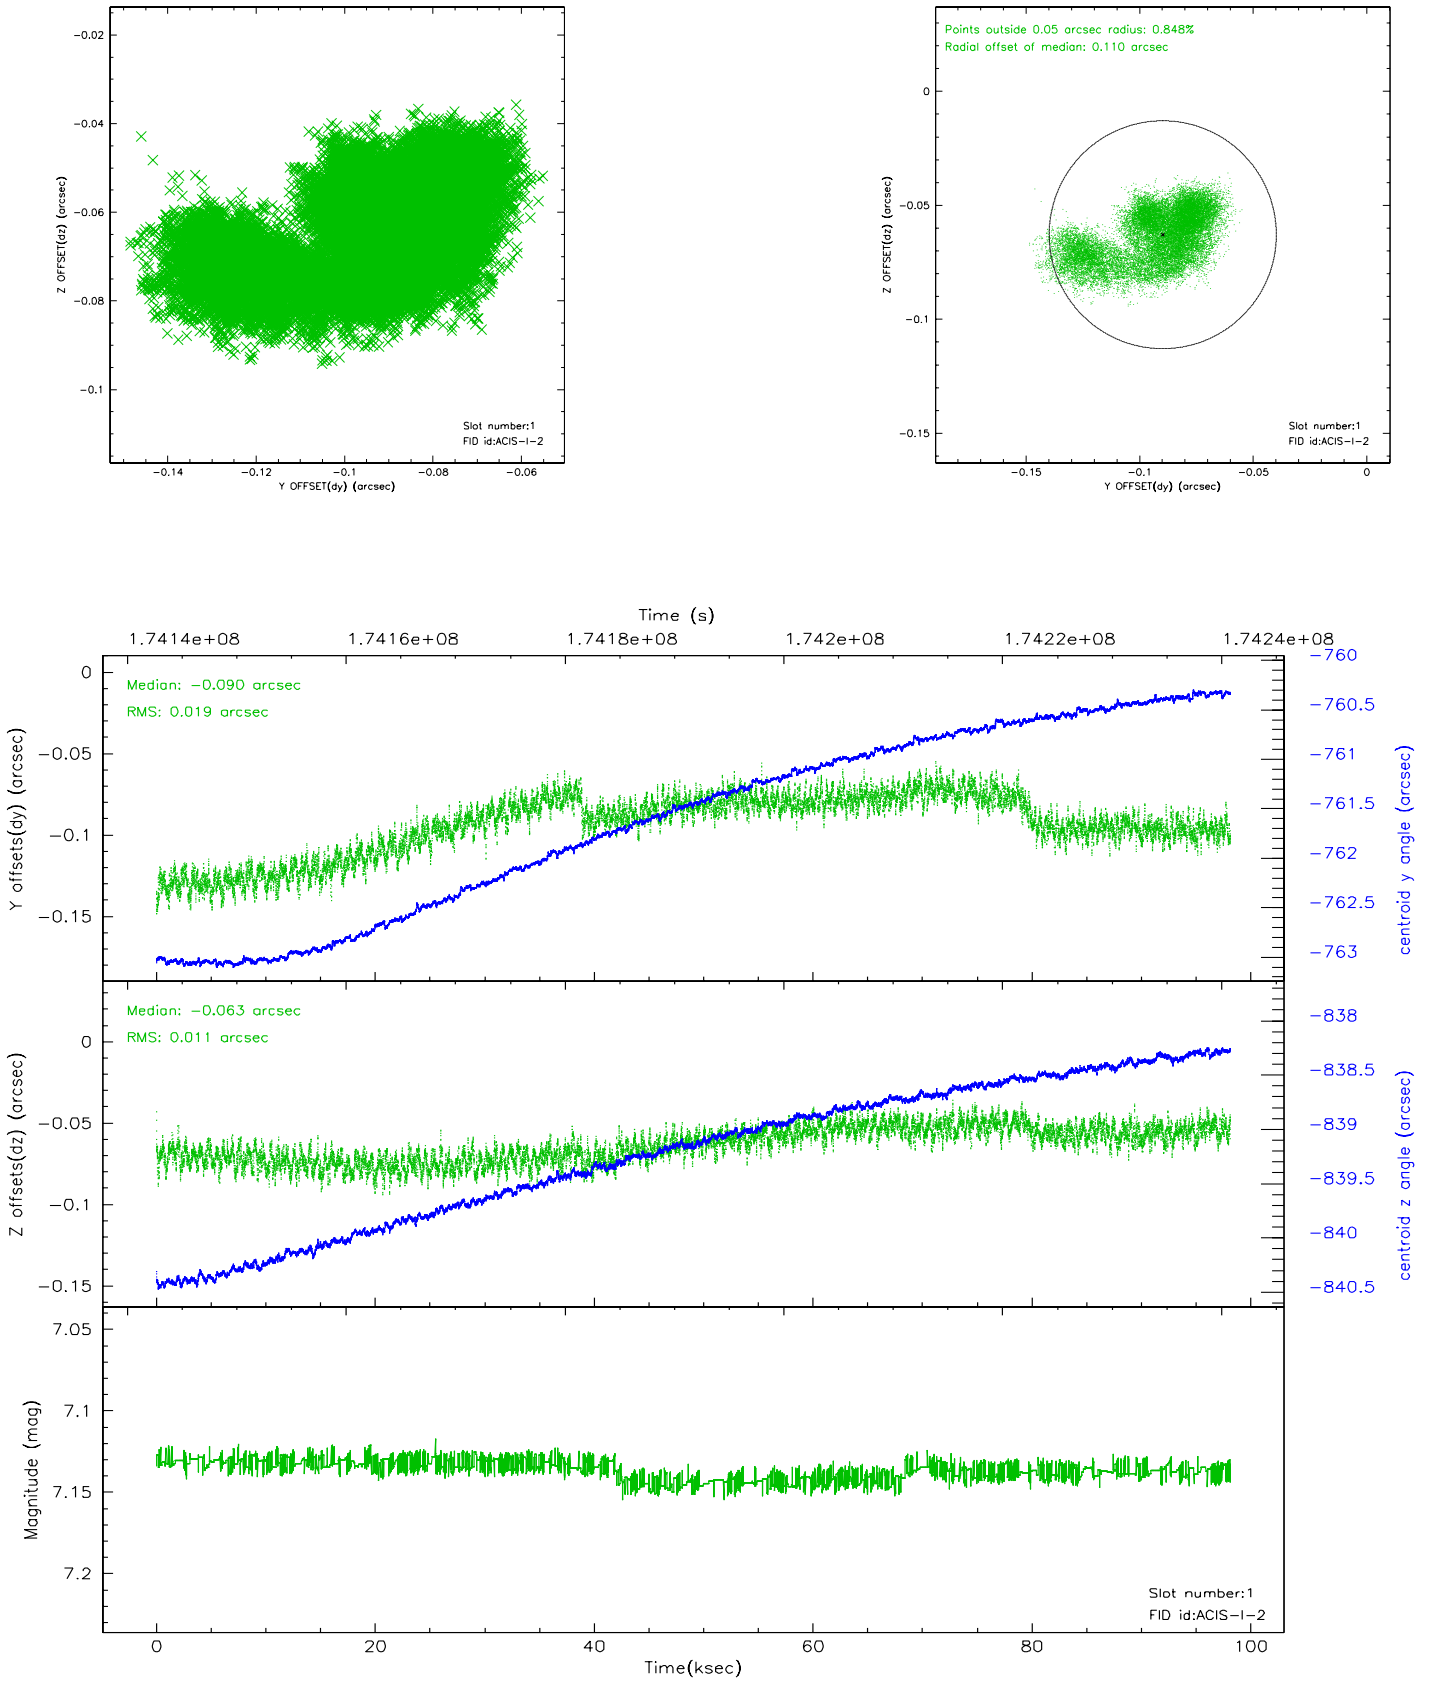 −0.02
−0.04
−0.06
−0.08
−0.1
Z OFFSET(dz) (arcsec)
Slot number:1
FID id:ACIS−I−2
−0.14 −0.12 −0.1 −0.08 −0.06
Y OFFSET(dy) (arcsec)
Points outside 0.05 arcsec radius: 0.848%
Radial offset of median: 0.110 arcsec
0
−0.05
−0.1
−0.15
Z OFFSET(dz) (arcsec)
Slot number:1
FID id:ACIS−I−2
−0.15 −0.1 −0.05 0
Y OFFSET(dy) (arcsec)
Time (s)
1.7414e+08 1.7416e+08 1.7418e+08 1.742e+08 1.7422e+08 1.7424e+08
Median: −0.090 arcsec
RMS: 0.019 arcsec
0
−0.05
−0.1
−0.15
Y offsets(dy) (arcsec)
−760
−760.5
−761
−761.5
−762
−762.5
−763
centroid y angle (arcsec)
Median: −0.063 arcsec
RMS: 0.011 arcsec
0
−0.05
−0.1
−0.15
Z offsets(dz) (arcsec)
−838
−838.5
−839
−839.5
−840
−840.5
centroid z angle (arcsec)
7.05
7.1
7.15
7.2
Magnitude (mag)
Slot number:1
FID id:ACIS−I−2
0 20 40 60 80 100
Time(ksec)